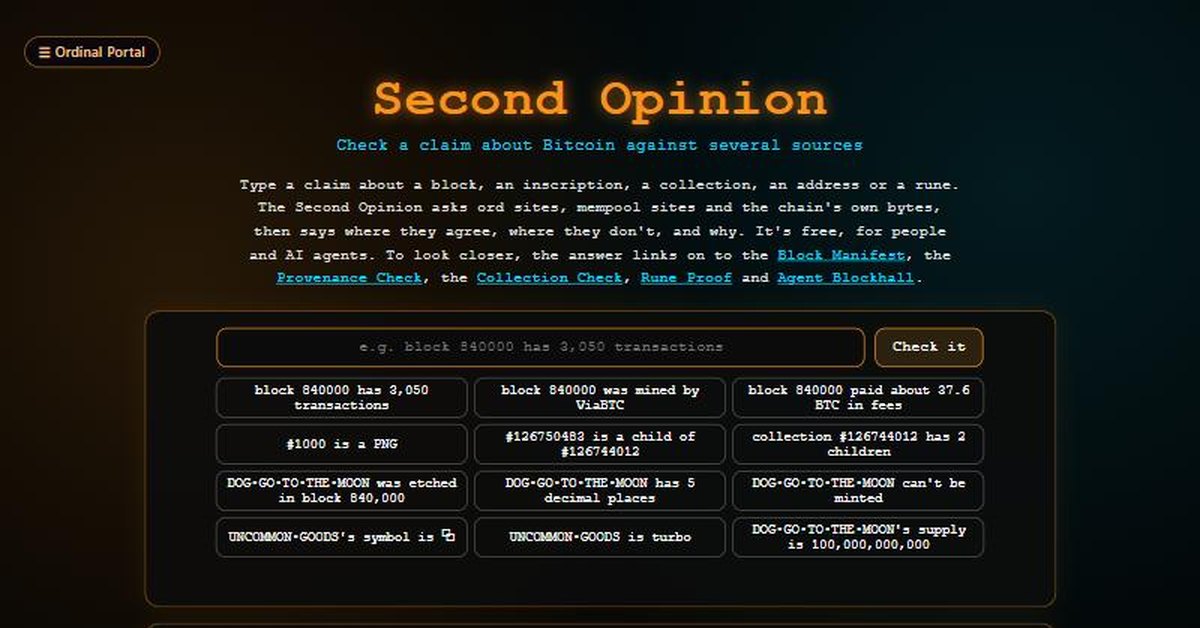 ☰ Ordinal Portal
Second Opinion
Check a claim about Bitcoin against several sources
Type a claim about a block, an inscription, a collection, an address or a rune.
The Second Opinion asks ord sites, mempool sites and the chain's own bytes,
then says where they agree, where they don't, and why. It's free, for people
and AI agents. To look closer, the answer links on to the Block Manifest, the
Provenance Check, the Collection Check, Rune Proof and Agent Blockhall.
e.g. block 840000 has 3,050 transactions
Check it
block 840000 has 3,050
transactions
block 840000 was mined by
ViaBTC
block 840000 paid about 37.6
BTC in fees
#1000 is a PNG
#126750483 is a child of
#126744012
collection #126744012 has 2
children
DOG•GO•TO•THE•MOON was etched
in block 840,000
DOG•GO•TO•THE•MOON has 5
decimal places
DOG•GO•TO•THE•MOON can't be
minted
UNCOMMON•GOODS's symbol is ⧉
UNCOMMON•GOODS is turbo
DOG•GO•TO•THE•MOON's supply
is 100,000,000,000